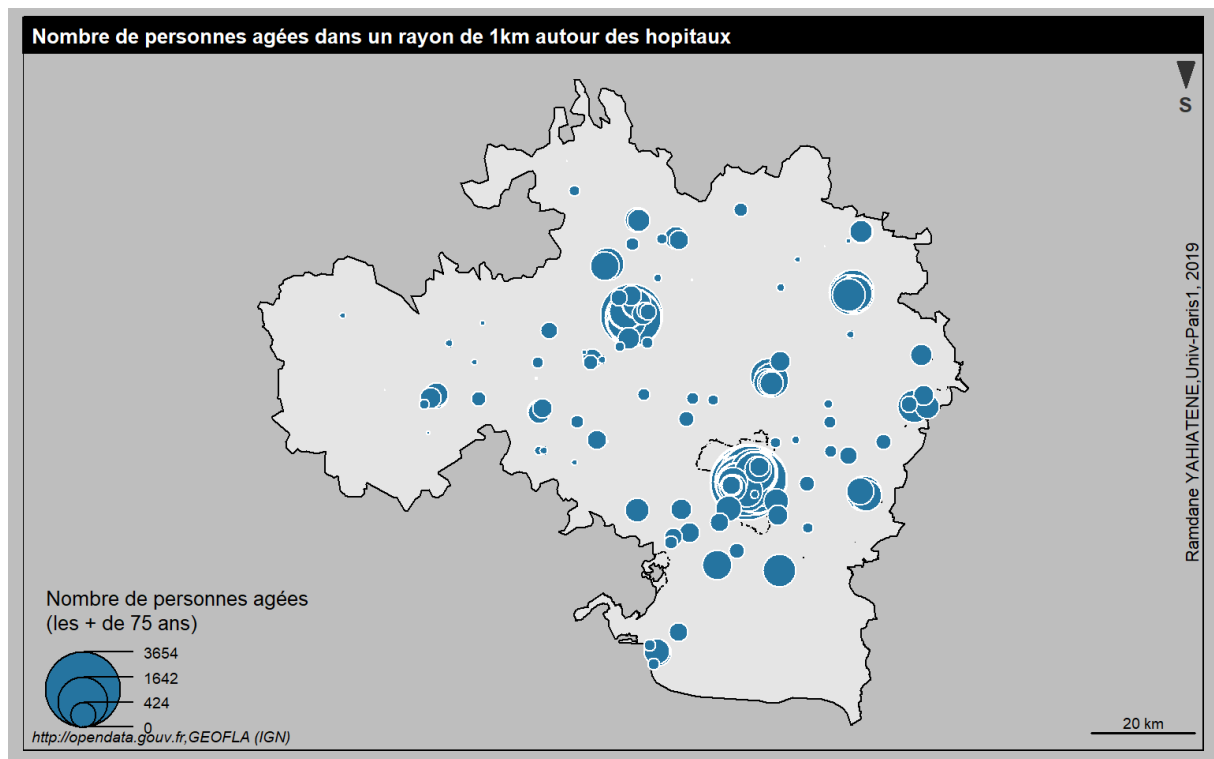 Nombre de personnes agées dans un rayon de 1km autour des hopitaux
S
Ramdane YAHIATENE,Univ-Paris1, 2019
Nombre de personnes agées
(les + de 75 ans)
3654
1642
424
0
http://opendata.gouv.fr,GEOFLA (IGN)
20 km